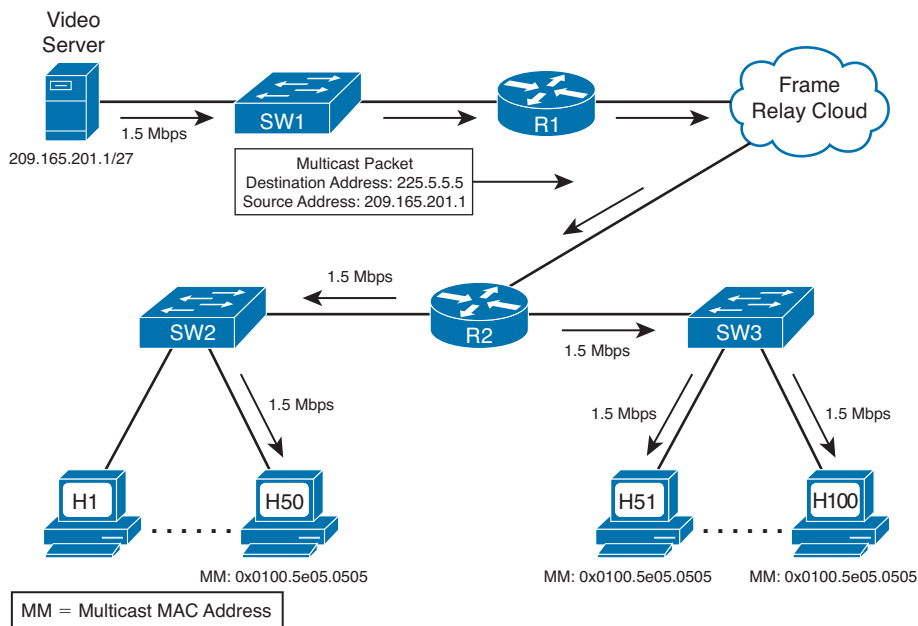 Video
Server
1.5 Mbps
SW1
R1
Frame
Relay Cloud
209.165.201.1/27
Multicast Packet
Destination Address: 225.5.5.5
Source Address: 209.165.201.1
1.5 Mbps
SW2
R2
1.5 Mbps
SW3
1.5 Mbps
1.5 Mbps
1.5 Mbps
H1
H50
H51
H100
MM: 0x0100.5e05.0505
MM: 0x0100.5e05.0505
MM: 0x0100.5e05.0505
MM = Multicast MAC Address